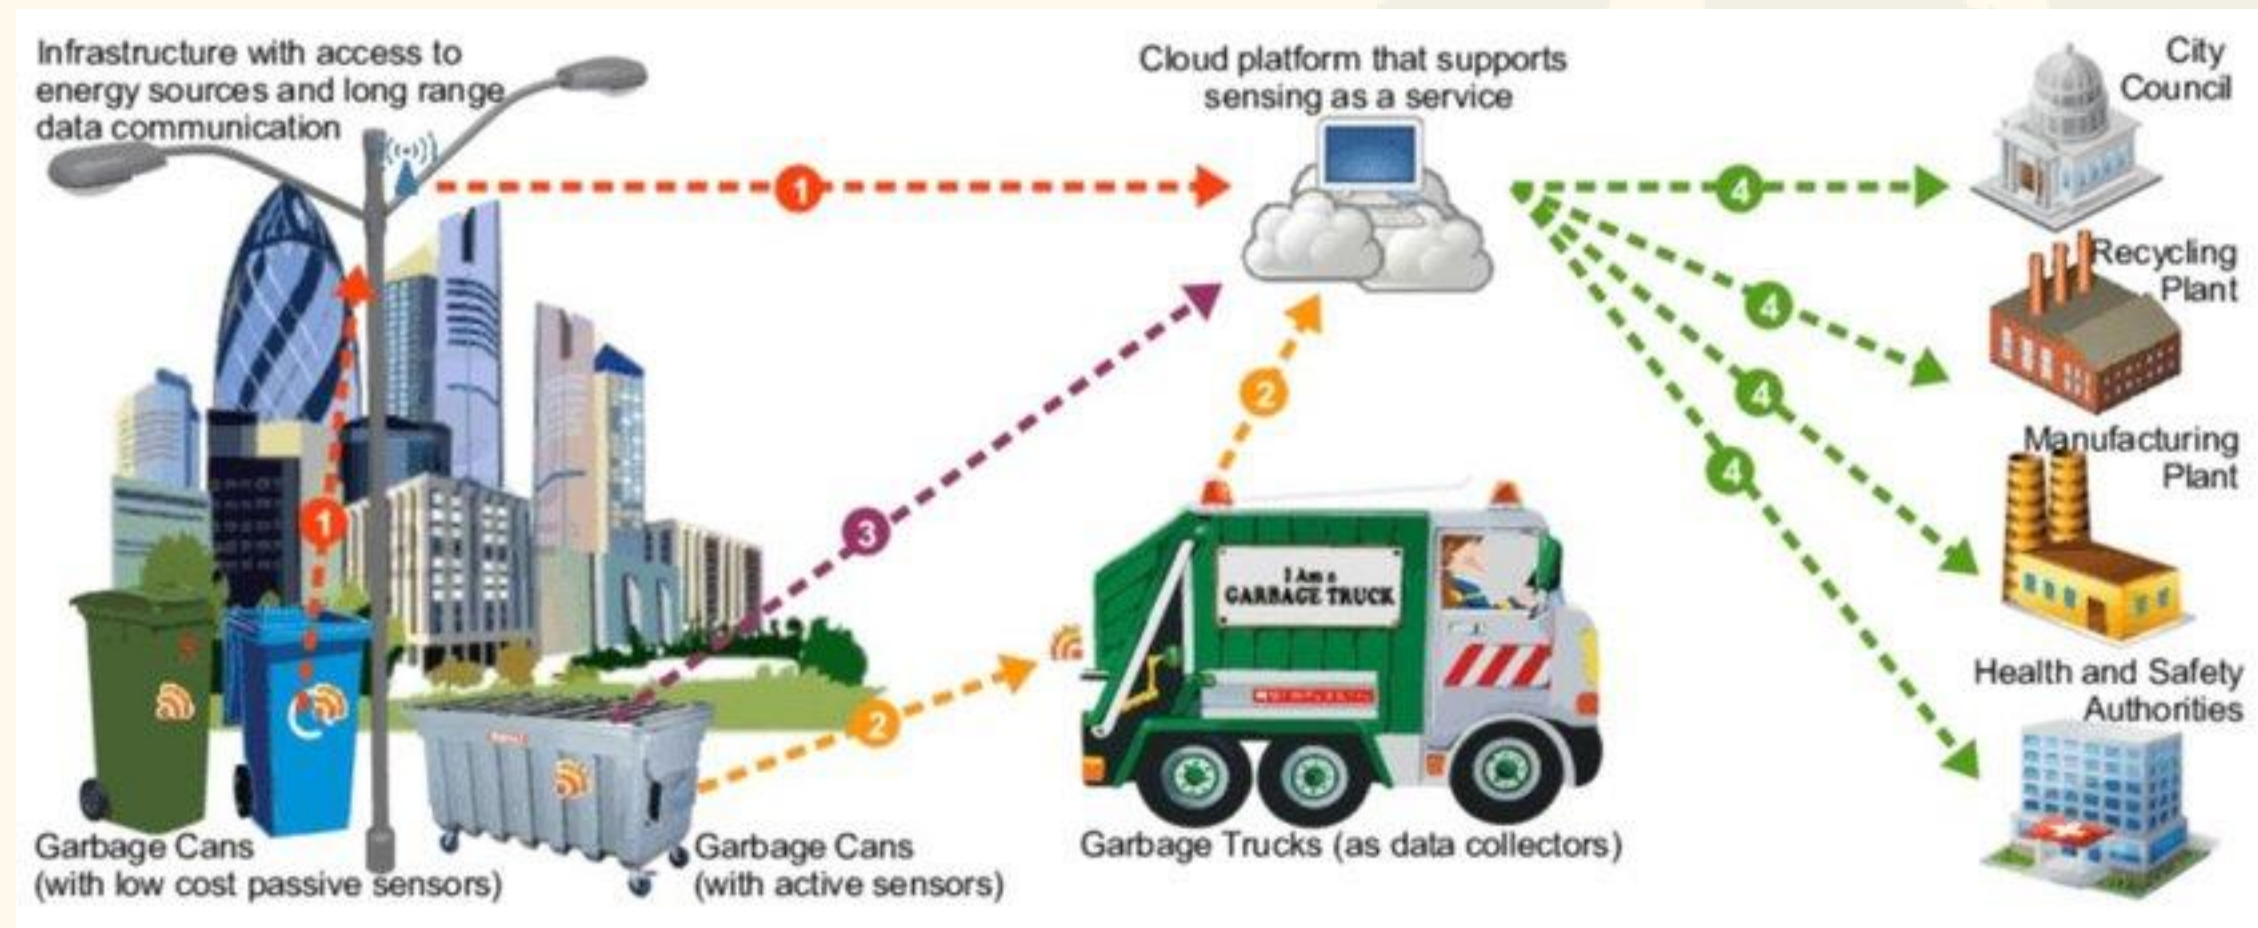 Infrastructure with access to
energy sources and long range
data communication
Cloud platform that supports
sensing as a service
City
Council
1
4
Recycling
Plant
4
2
4
Manufacturing
Plant
4
1
3
I Am a
GARBAGE TRUCK
Health and Safety
Authorities
2
Garbage Cans
(with low cost passive sensors)
Garbage Cans
(with active sensors)
Garbage Trucks (as data collectors)